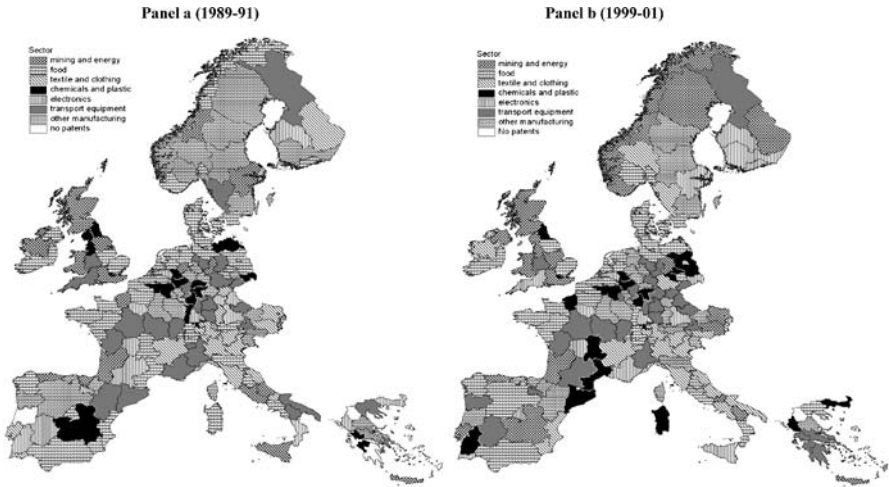 Panel a (1989-91)
Sector
mining and energy
food
textile and clothing
chemicals and plastic
electronics
transport equipment
other manufacturing
no patents
Panel b (1999-01)
Sector
mining and energy
food
textile and clothing
chemicals and plastic
electronics
transport equipment
other manufacturing
No patents